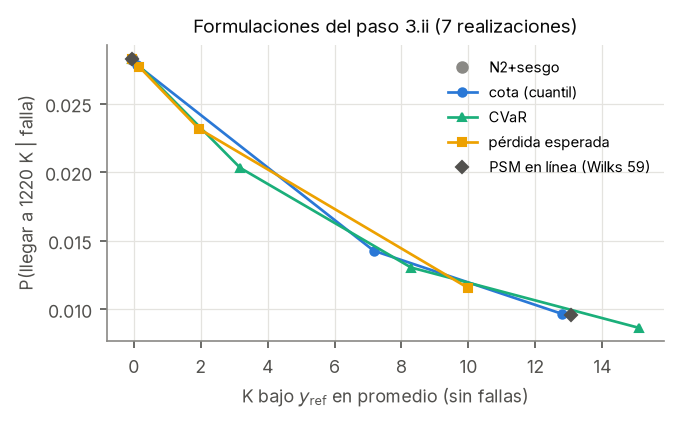 Formulaciones del paso 3.ii (7 realizaciones)
P(llegar a 1220 K | falla)
0.025
0.020
0.015
0.010
N2+sesgo
cota (cuantil)
CVaR
pérdida esperada
PSM en línea (Wilks 59)
0 2 4 6 8 10 12 14
K bajo y_ref en promedio (sin fallas)